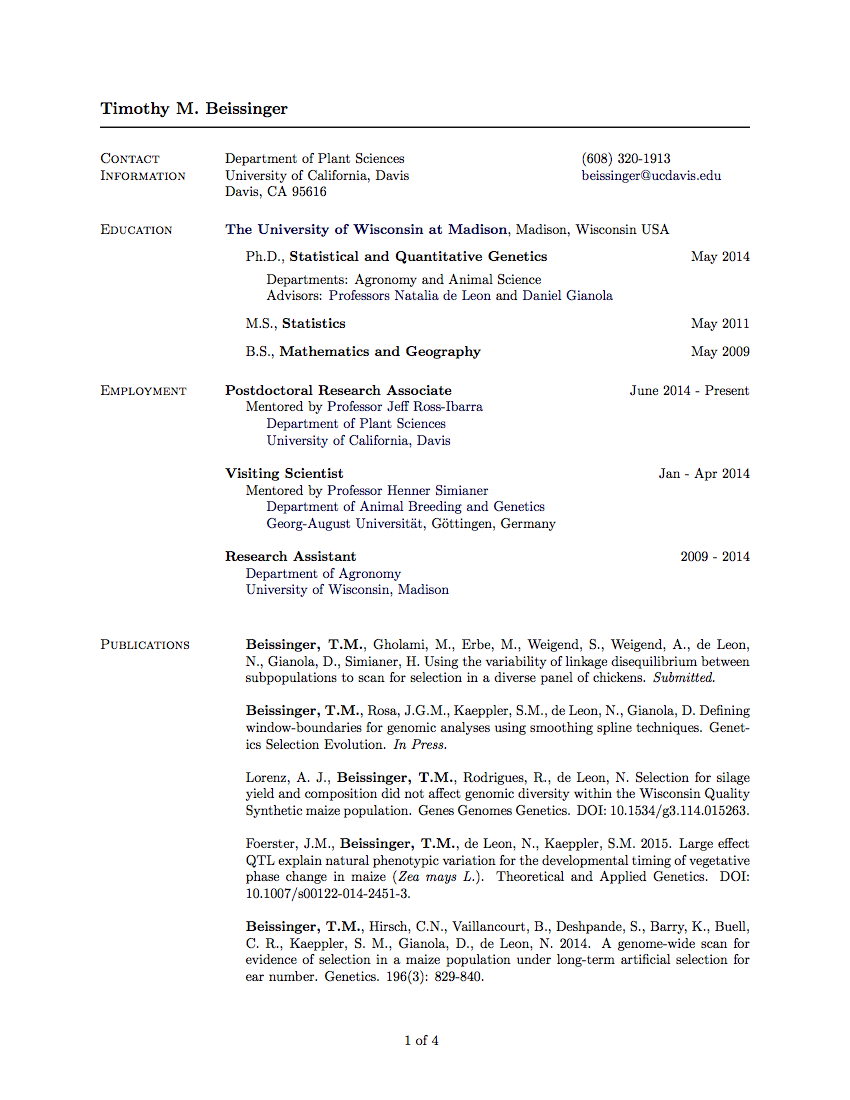 Timothy M. Beissinger
Contact Information
Department of Plant Sciences
University of California, Davis
Davis, CA 95616
(608) 320-1913
beissinger@ucdavis.edu
Education
The University of Wisconsin at Madison, Madison, Wisconsin USA
Ph.D., Statistical and Quantitative Genetics May 2014
Departments: Agronomy and Animal Science
Advisors: Professors Natalia de Leon and Daniel Gianola
M.S., Statistics May 2011
B.S., Mathematics and Geography May 2009
Employment
Postdoctoral Research Associate June 2014 - Present
Mentored by Professor Jeff Ross-Ibarra
Department of Plant Sciences
University of California, Davis
Visiting Scientist Jan - Apr 2014
Mentored by Professor Henner Simianer
Department of Animal Breeding and Genetics
Georg-August Universität, Göttingen, Germany
Research Assistant 2009 - 2014
Department of Agronomy
University of Wisconsin, Madison
Publications
Beissinger, T.M., Gholami, M., Erbe, M., Weigend, S., Weigend, A., de Leon,
N., Gianola, D., Simianer, H. Using the variability of linkage disequilibrium between
subpopulations to scan for selection in a diverse panel of chickens. Submitted.
Beissinger, T.M., Rosa, J.G.M., Kaeppler, S.M., de Leon, N., Gianola, D. Defining
window-boundaries for genomic analyses using smoothing spline techniques. Genet-
ics Selection Evolution. In Press.
Lorenz, A. J., Beissinger, T.M., Rodrigues, R., de Leon, N. Selection for silage
yield and composition did not affect genomic diversity within the Wisconsin Quality
Synthetic maize population. Genes Genomes Genetics. DOI: 10.1534/g3.114.015263.
Foerster, J.M., Beissinger, T.M., de Leon, N., Kaeppler, S.M. 2015. Large effect
QTL explain natural phenotypic variation for the developmental timing of vegetative
phase change in maize (Zea mays L.). Theoretical and Applied Genetics. DOI:
10.1007/s00122-014-2451-3.
Beissinger, T.M., Hirsch, C.N., Vaillancourt, B., Deshpande, S., Barry, K., Buell,
C. R., Kaeppler, S. M., Gianola, D., de Leon, N. 2014. A genome-wide scan for
evidence of selection in a maize population under long-term artificial selection for
ear number. Genetics. 196(3): 829-840.
1 of 4